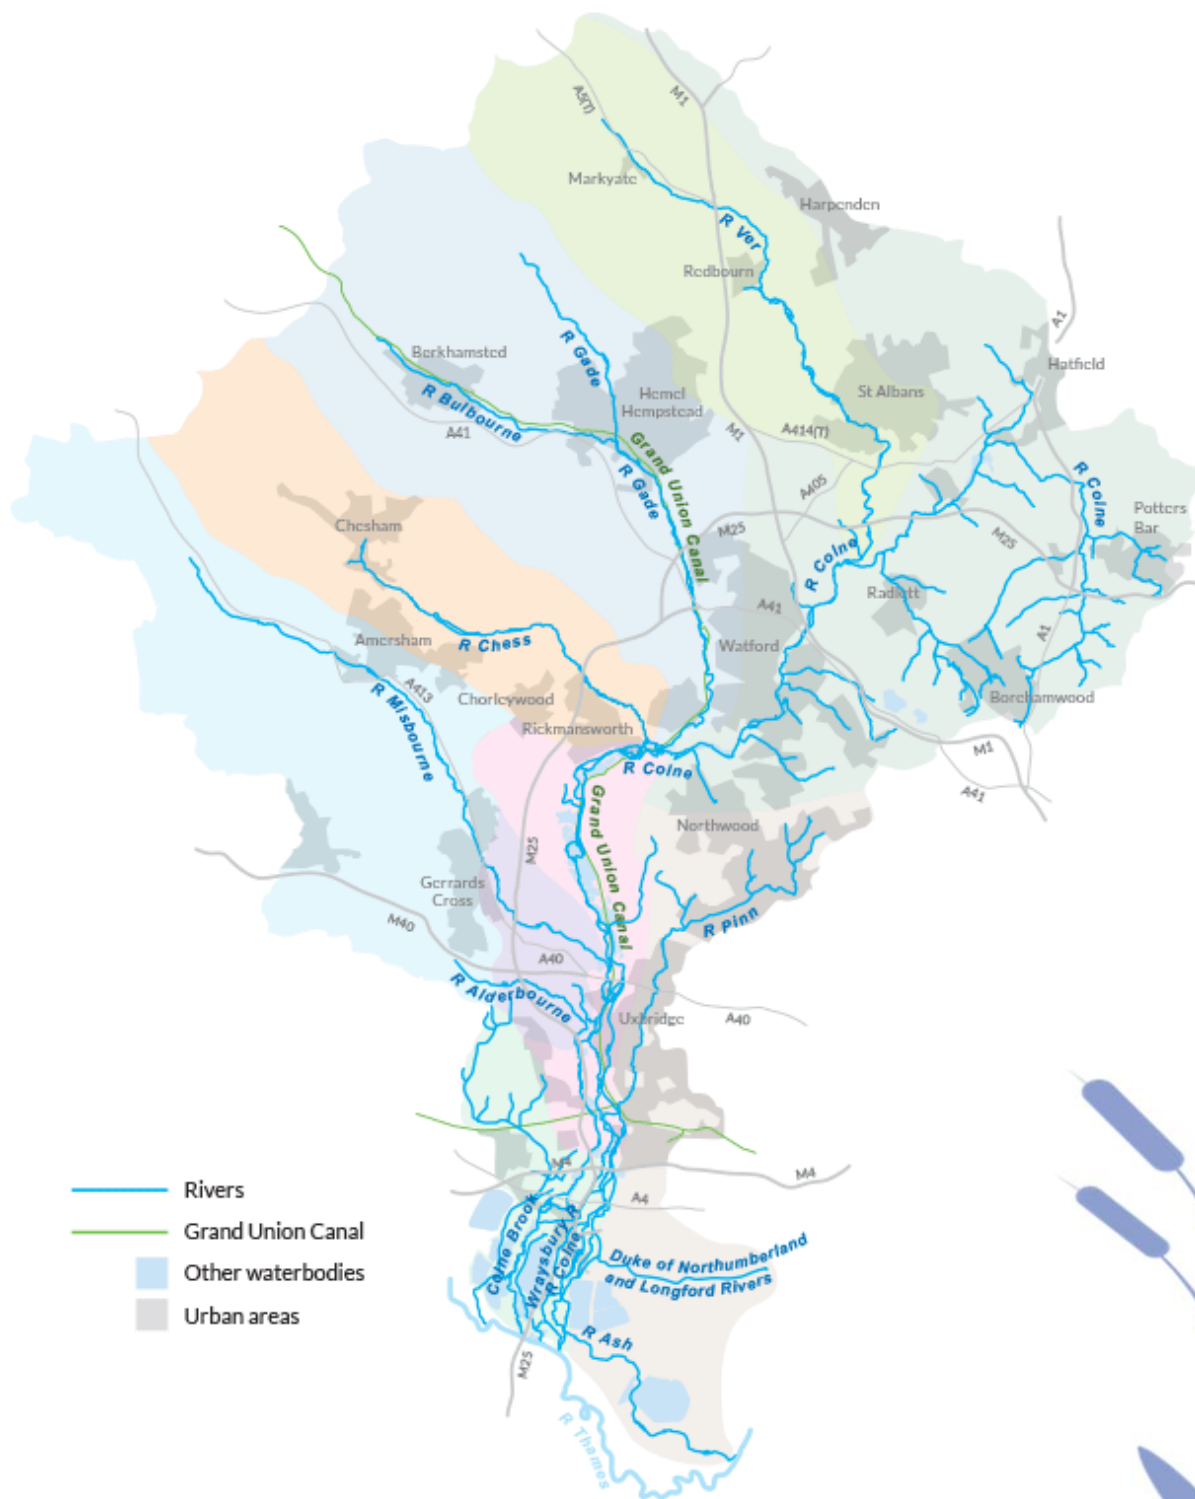 A5(T)
M1
Markyate
Harpenden
R Ver
Redbourn
A1
R Gade
Berkhamsted
Hatfield
R Bulbourne
Hemel
Hempstead
St Albans
A41
M1
A414(T)
Grand Union Canal
R Gade
A405
R Colne
Chesham
M25
Potters
Bar
M25
R Colne
Radlett
A41
A1
Amersham
R Chess
Watford
A413
R Misbourne
Chorleywood
Borehamwood
Rickmansworth
R Colne
M1
A41
Grand Union Canal
Northwood
M25
Gerrards
Cross
M40
R Pinn
A40
R Alderbourne
Uxbridge
A40
M4
M4
Rivers
A4
Grand Union Canal
Colne Brook
Wraysbury R
R Colne
Duke of Northumberland
and Longford Rivers
Other waterbodies
Urban areas
R Ash
M25
R Thames